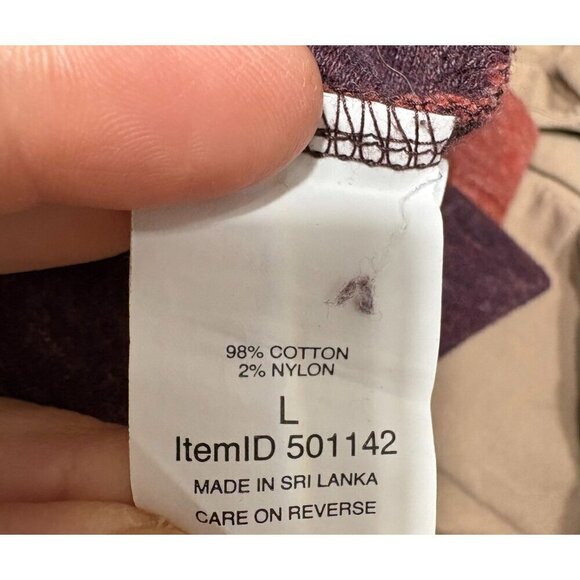 98% COTTON
2% NYLON
L
ItemID 501142
MADE IN SRI LANKA
CARE ON REVERSE